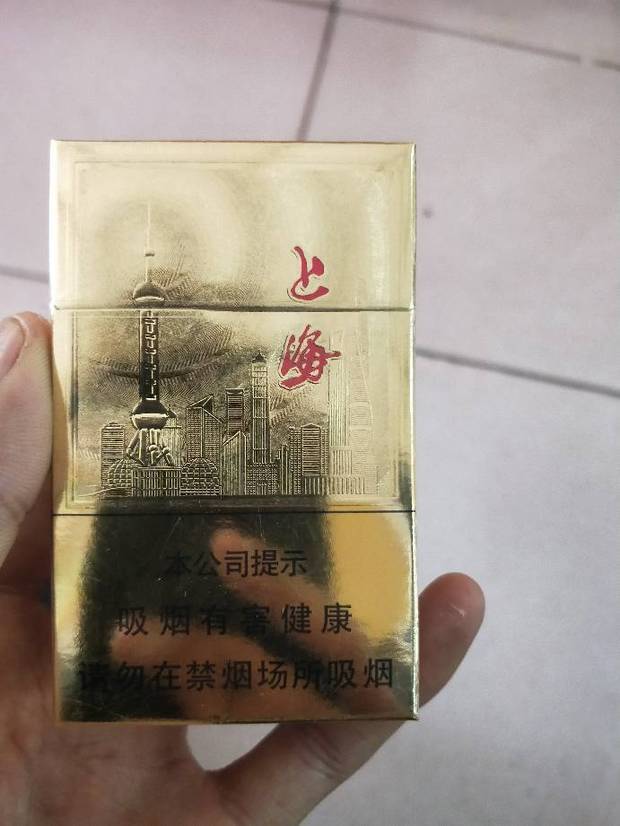 上海
本公司提示
吸烟有害健康
请勿在禁烟场所吸烟